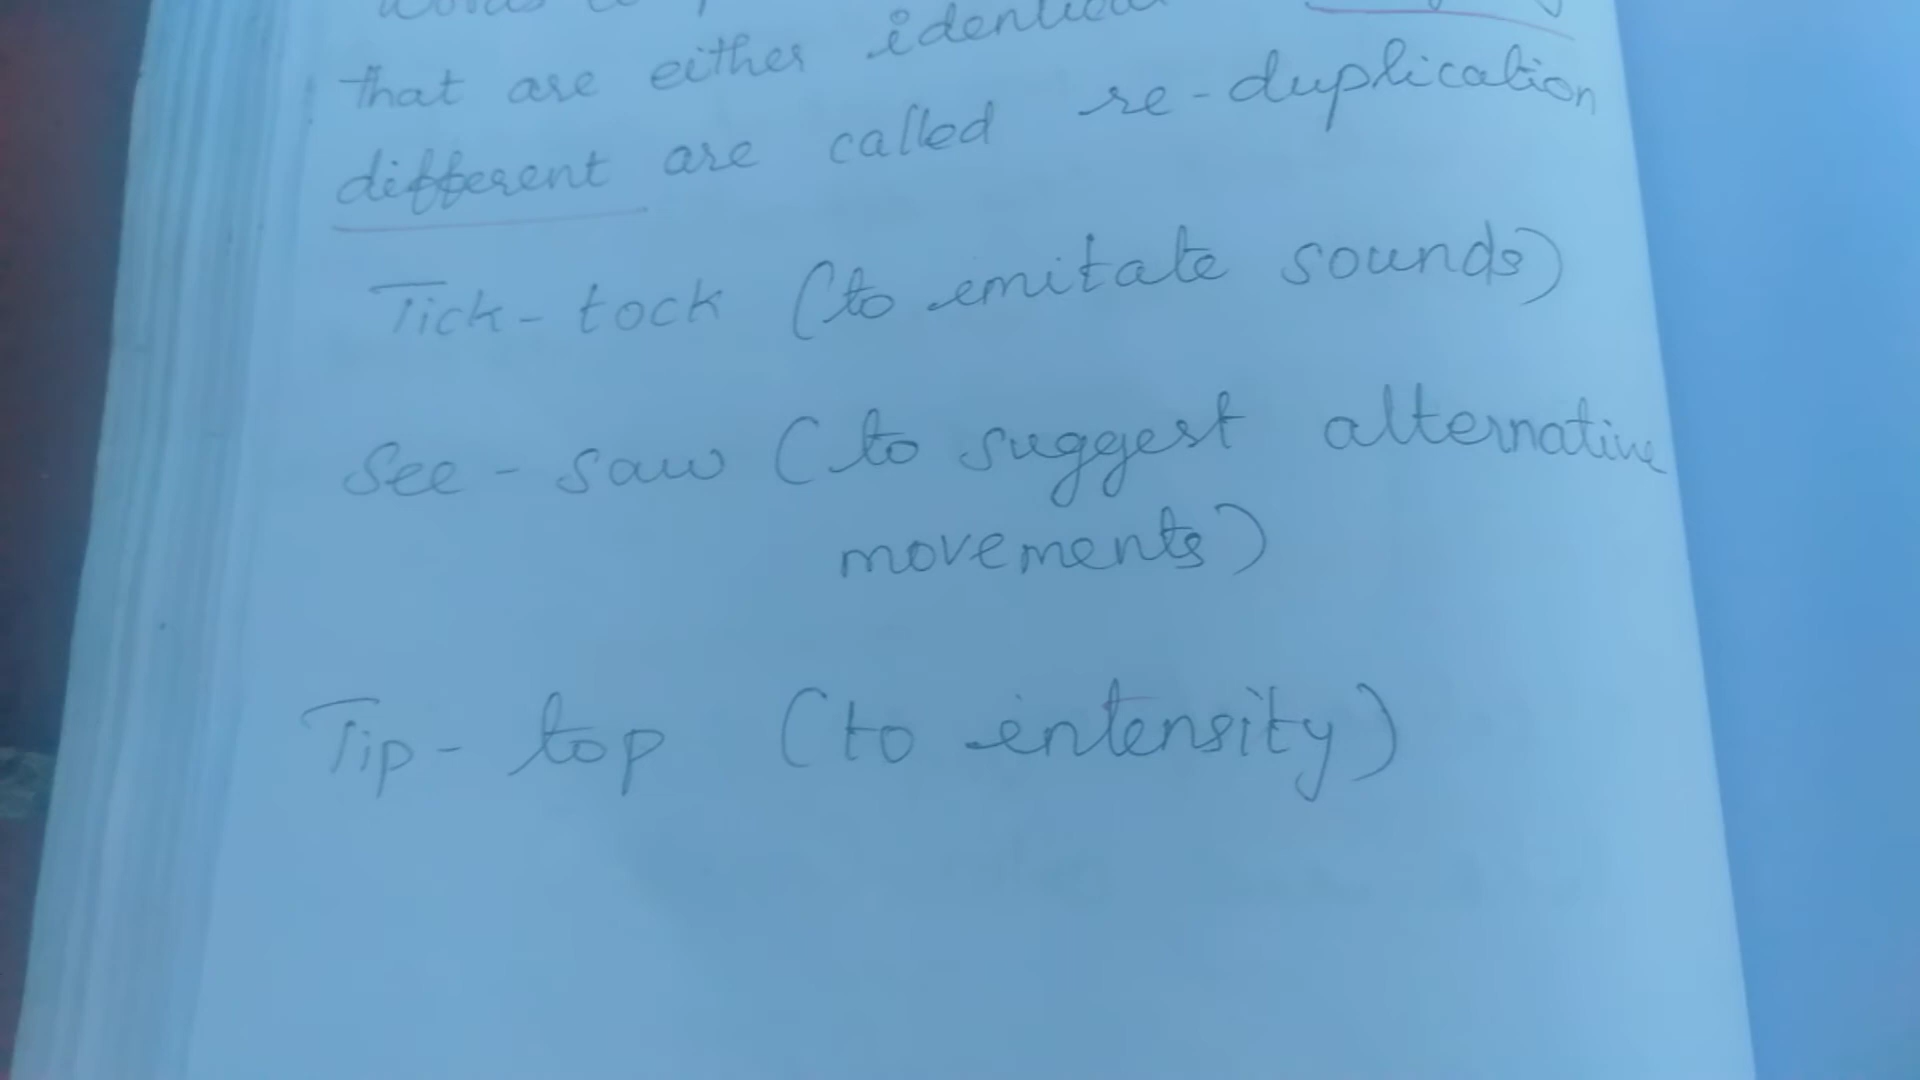 that are either
different are called re-duplication
Tick-tock (to emitate sounds)
See-saw (to suggest alternative
movements)
Tip-top (to intensity)